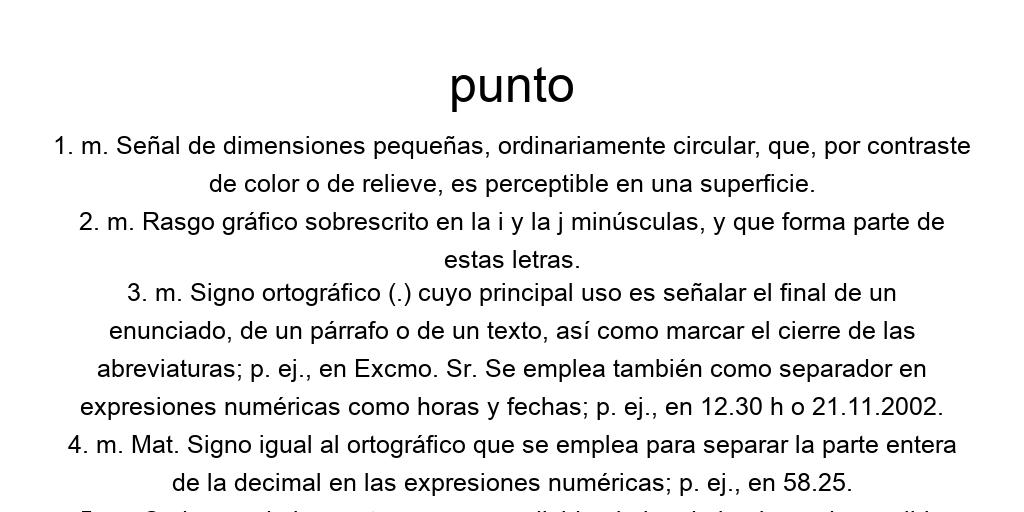 punto
1. m. Señal de dimensiones pequeñas, ordinariamente circular, que, por contraste
de color o de relieve, es perceptible en una superficie.
2. m. Rasgo gráfico sobrescrito en la i y la j minúsculas, y que forma parte de
estas letras.
3. m. Signo ortográfico (.) cuyo principal uso es señalar el final de un
enunciado, de un párrafo o de un texto, así como marcar el cierre de las
abreviaturas; p. ej., en Excmo. Sr. Se emplea también como separador en
expresiones numéricas como horas y fechas; p. ej., en 12.30 h o 21.11.2002.
4. m. Mat. Signo igual al ortográfico que se emplea para separar la parte entera
de la decimal en las expresiones numéricas; p. ej., en 58.25.